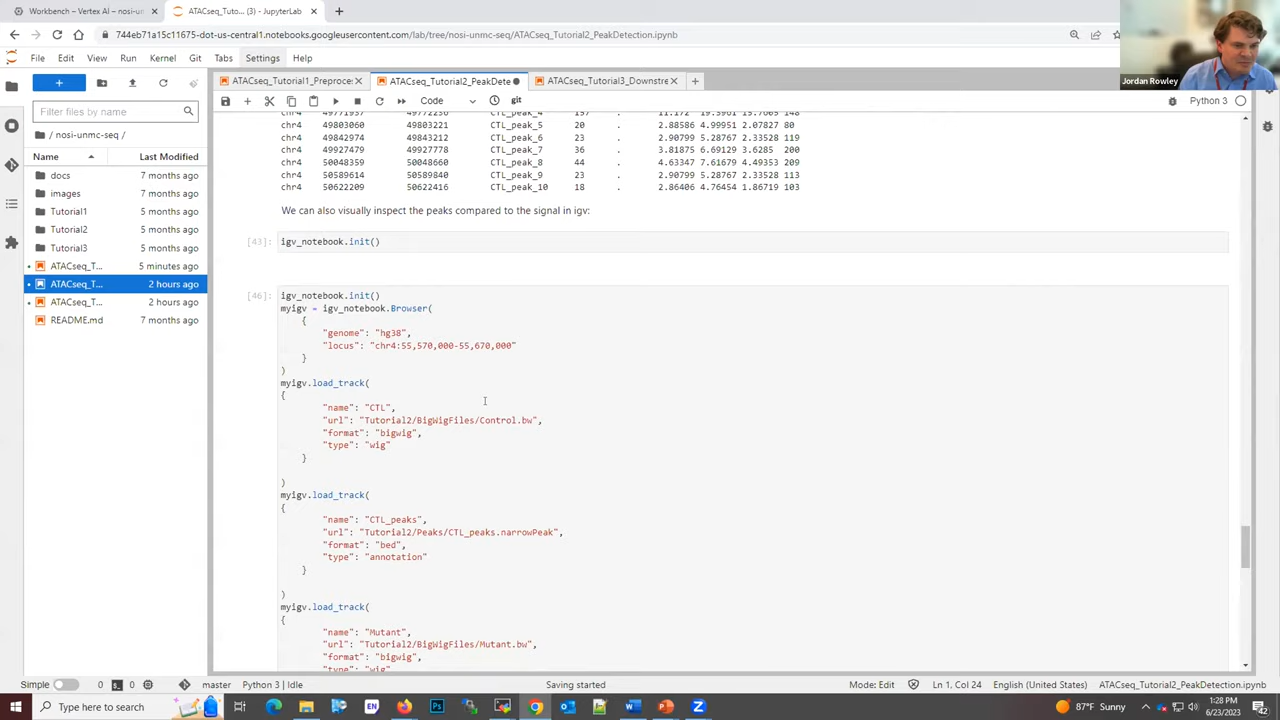 Workbench – Vertex AI – nosi-un
ATACseq_Tuto... (3) - JupyterLab
744eb71a15c11675-dot-us-central1.notebooks.googleusercontent.com/lab/tree/nosi-unmc-seq/ATACseq_Tutorial2_PeakDetection.ipynb
Jordan Rowley
File Edit View Run Kernel Git Tabs Settings Help
ATACseq_Tutorial1_Preproce
ATACseq_Tutorial2_PeakDete
ATACseq_Tutorial3_Downstre
Code
git
Python 3
Filter files by name
/ nosi-unmc-seq /
Name Last Modified
docs 7 months ago
images 7 months ago
Tutorial1 5 months ago
Tutorial2 5 months ago
Tutorial3 5 months ago
ATACseq_T... 5 minutes ago
ATACseq_T... 2 hours ago
ATACseq_T... 2 hours ago
README.md 7 months ago
chr4 49803060 49803221 CTL_peak_5 20 . 2.88586 4.99951 2.07827 80
chr4 49842974 49843212 CTL_peak_6 23 . 2.90799 5.28767 2.33528 119
chr4 49927479 49927778 CTL_peak_7 36 . 3.81875 6.69129 3.6285 200
chr4 50048359 50048660 CTL_peak_8 44 . 4.63347 7.61679 4.49353 209
chr4 50589614 50589840 CTL_peak_9 23 . 2.90799 5.28767 2.33528 113
chr4 50622209 50622416 CTL_peak_10 18 . 2.86406 4.76454 1.86719 103
We can also visually inspect the peaks compared to the signal in igv:
[43]: igv_notebook.init()
[46]: igv_notebook.init()
myigv = igv_notebook.Browser(
{
"genome": "hg38",
"locus": "chr4:55,570,000-55,670,000"
}
)
myigv.load_track(
{
"name": "CTL",
"url": "Tutorial2/BigWigFiles/Control.bw",
"format": "bigwig",
"type": "wig"
}
)
myigv.load_track(
{
"name": "CTL_peaks",
"url": "Tutorial2/Peaks/CTL_peaks.narrowPeak",
"format": "bed",
"type": "annotation"
}
)
myigv.load_track(
{
"name": "Mutant",
"url": "Tutorial2/BigWigFiles/Mutant.bw",
"format": "bigwig",
"type": "wig"
Simple 0 0 master Python 3 | Idle Saving started Mode: Edit Ln 1, Col 24 English (United States) ATACseq_Tutorial2_PeakDetection.ipynb
Type here to search
87°F Sunny
1:28 PM
6/23/2023
42